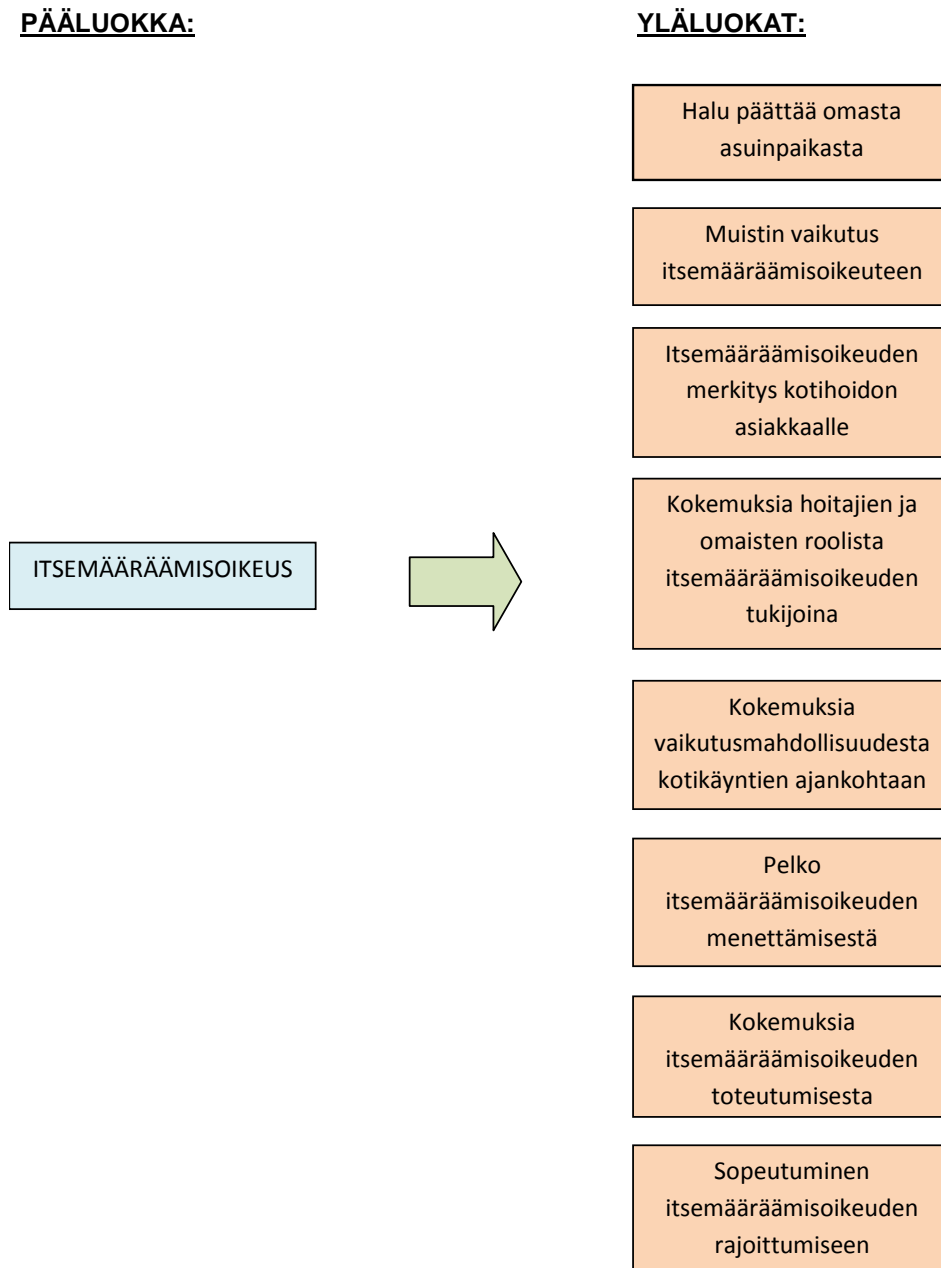 PÄÄLUOKKA:
YLÄLUOKAT:
Halu päättää omasta
asuinpaikasta
Muistin vaikutus
itsemääräämisoikeuteen
Itsemääräämisoikeuden
merkitys kotihoidon
asiakkaalle
Kokemuksia hoitajien ja
omaisten roolista
itsemääräämisoikeuden
tukijoina
ITSEMÄÄRÄÄMISOIKEUS
Kokemuksia
vaikutusmahdollisuudesta
kotikäyntien ajankohtaan
Pelko
itsemääräämisoikeuden
menettämisestä
Kokemuksia
itsemääräämisoikeuden
toteutumisesta
Sopeutuminen
itsemääräämisoikeuden
rajoittumiseen